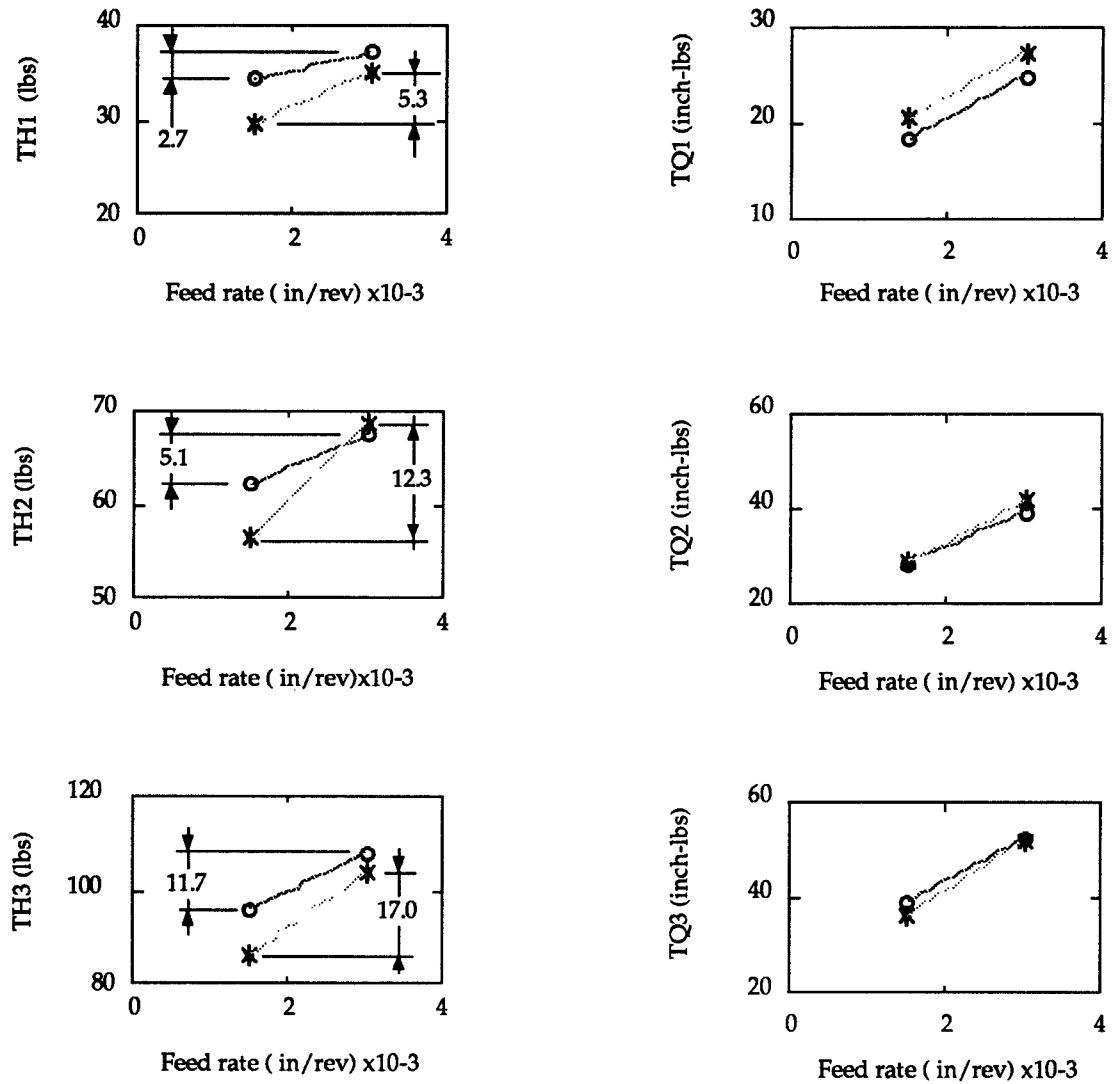 TH1 (lbs)
40
30
20
2.7
5.3
0 2 4
Feed rate ( in/rev) x10-3
TQ1 (inch-lbs)
30
20
10
0 2 4
Feed rate ( in/rev) x10-3
TH2 (lbs)
70
60
50
5.1
12.3
0 2 4
Feed rate ( in/rev)x10-3
TQ2 (inch-lbs)
60
40
20
0 2 4
Feed rate ( in/rev) x10-3
TH3 (lbs)
120
100
80
11.7
17.0
0 2 4
Feed rate ( in/rev) x10-3
TQ3 (inch-lbs)
60
40
20
0 2 4
Feed rate ( in/rev) x10-3